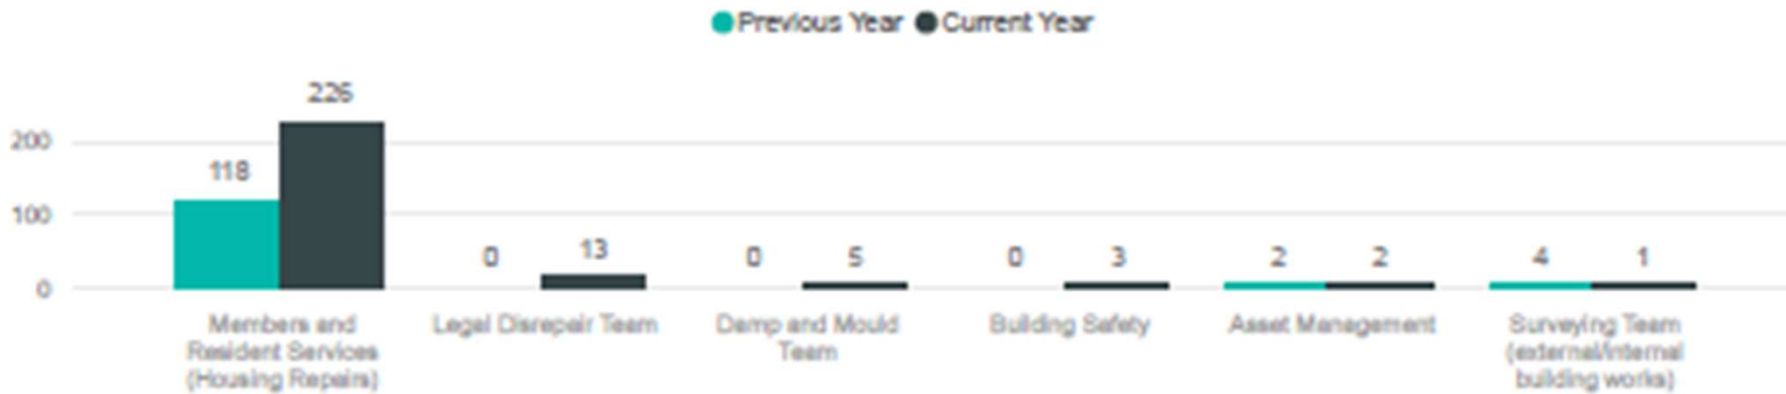 Previous Year Current Year
226
200
118
100
0 13 0 5 0 3 2 2 4 1
0
Members and Legal Disrepair Team Damp and Mould Building Safety Asset Management Surveying Team
Resident Services Team (external/internal
(Housing Repairs) building works)